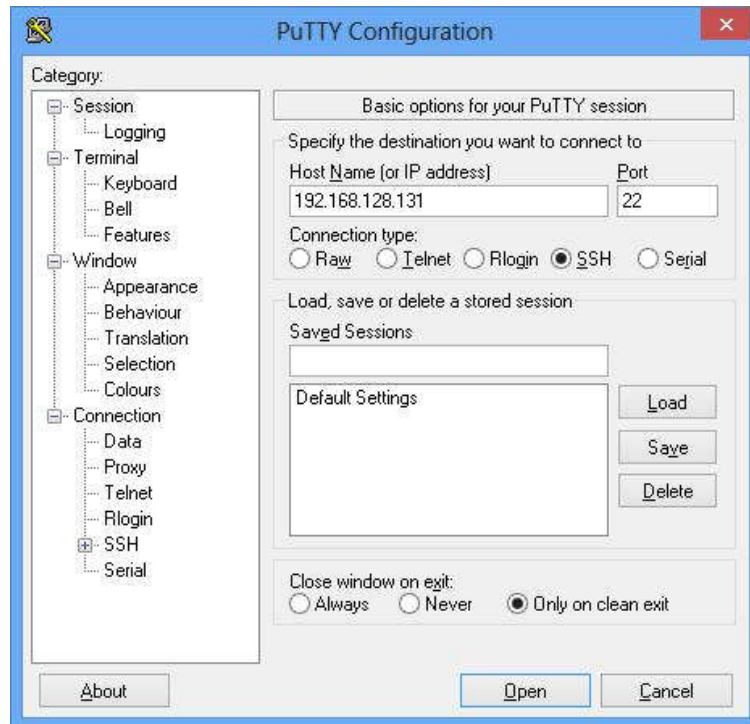 PuTTY Configuration
Category:
Session
Logging
Terminal
Keyboard
Bell
Features
Window
Appearance
Behaviour
Translation
Selection
Colours
Connection
Data
Proxy
Telnet
Rlogin
SSH
Serial
Basic options for your PuTTY session
Specify the destination you want to connect to
Host Name (or IP address) Port
192.168.128.131 22
Connection type:
Raw Telnet Rlogin SSH Serial
Load, save or delete a stored session
Saved Sessions
Default Settings
Load
Save
Delete
Close window on exit:
Always Never Only on clean exit
About Open Cancel